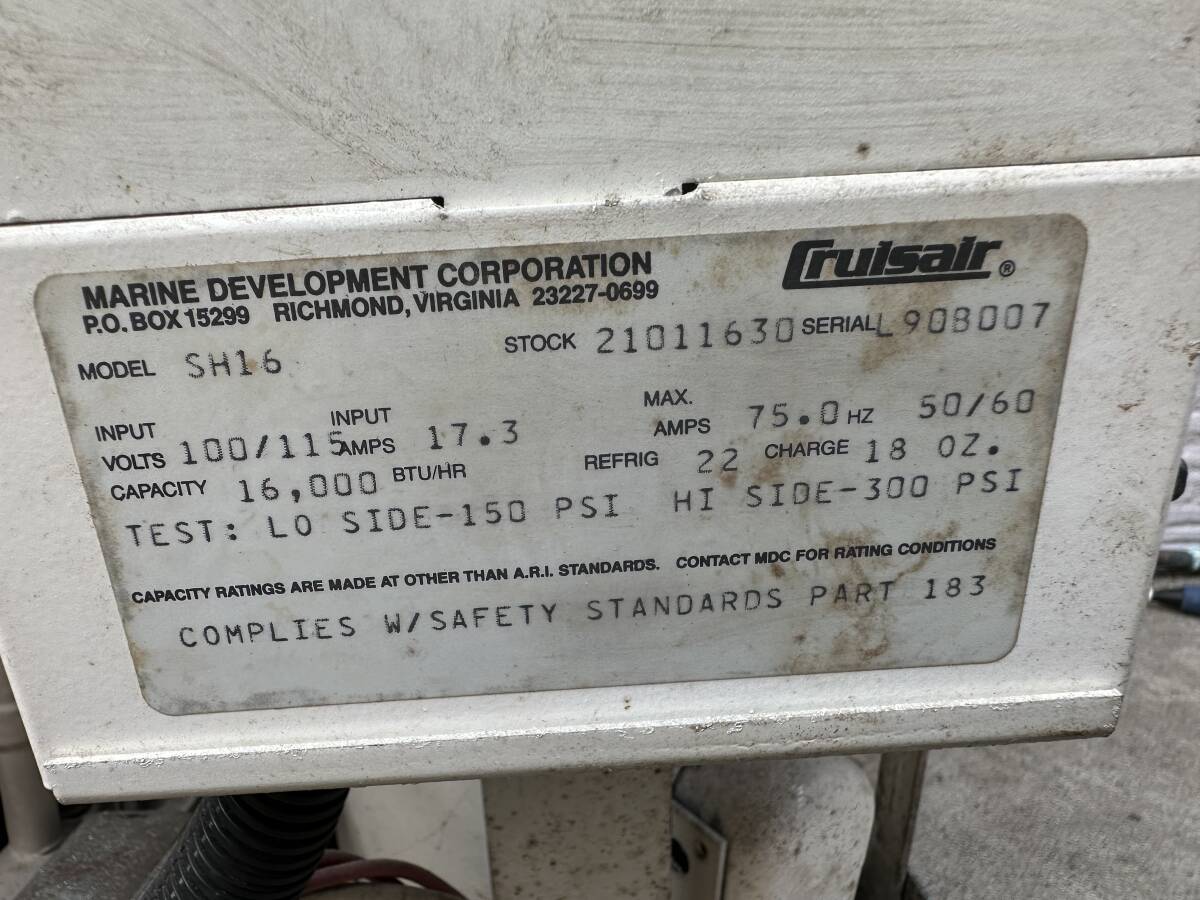 MARINE DEVELOPMENT CORPORATION Cruisair ®
P.O. BOX 15299 RICHMOND, VIRGINIA 23227-0699
MODEL SH16 STOCK 21011630 SERIAL L908007
INPUT VOLTS 100/115 INPUT AMPS 17.3 MAX. AMPS 75.0 HZ 50/60
CAPACITY 16,000 BTU/HR REFRIG 22 CHARGE 18 OZ.
TEST: LO SIDE-150 PSI HI SIDE-300 PSI
CAPACITY RATINGS ARE MADE AT OTHER THAN A.R.I. STANDARDS. CONTACT MDC FOR RATING CONDITIONS
COMPLIES W/SAFETY STANDARDS PART 183